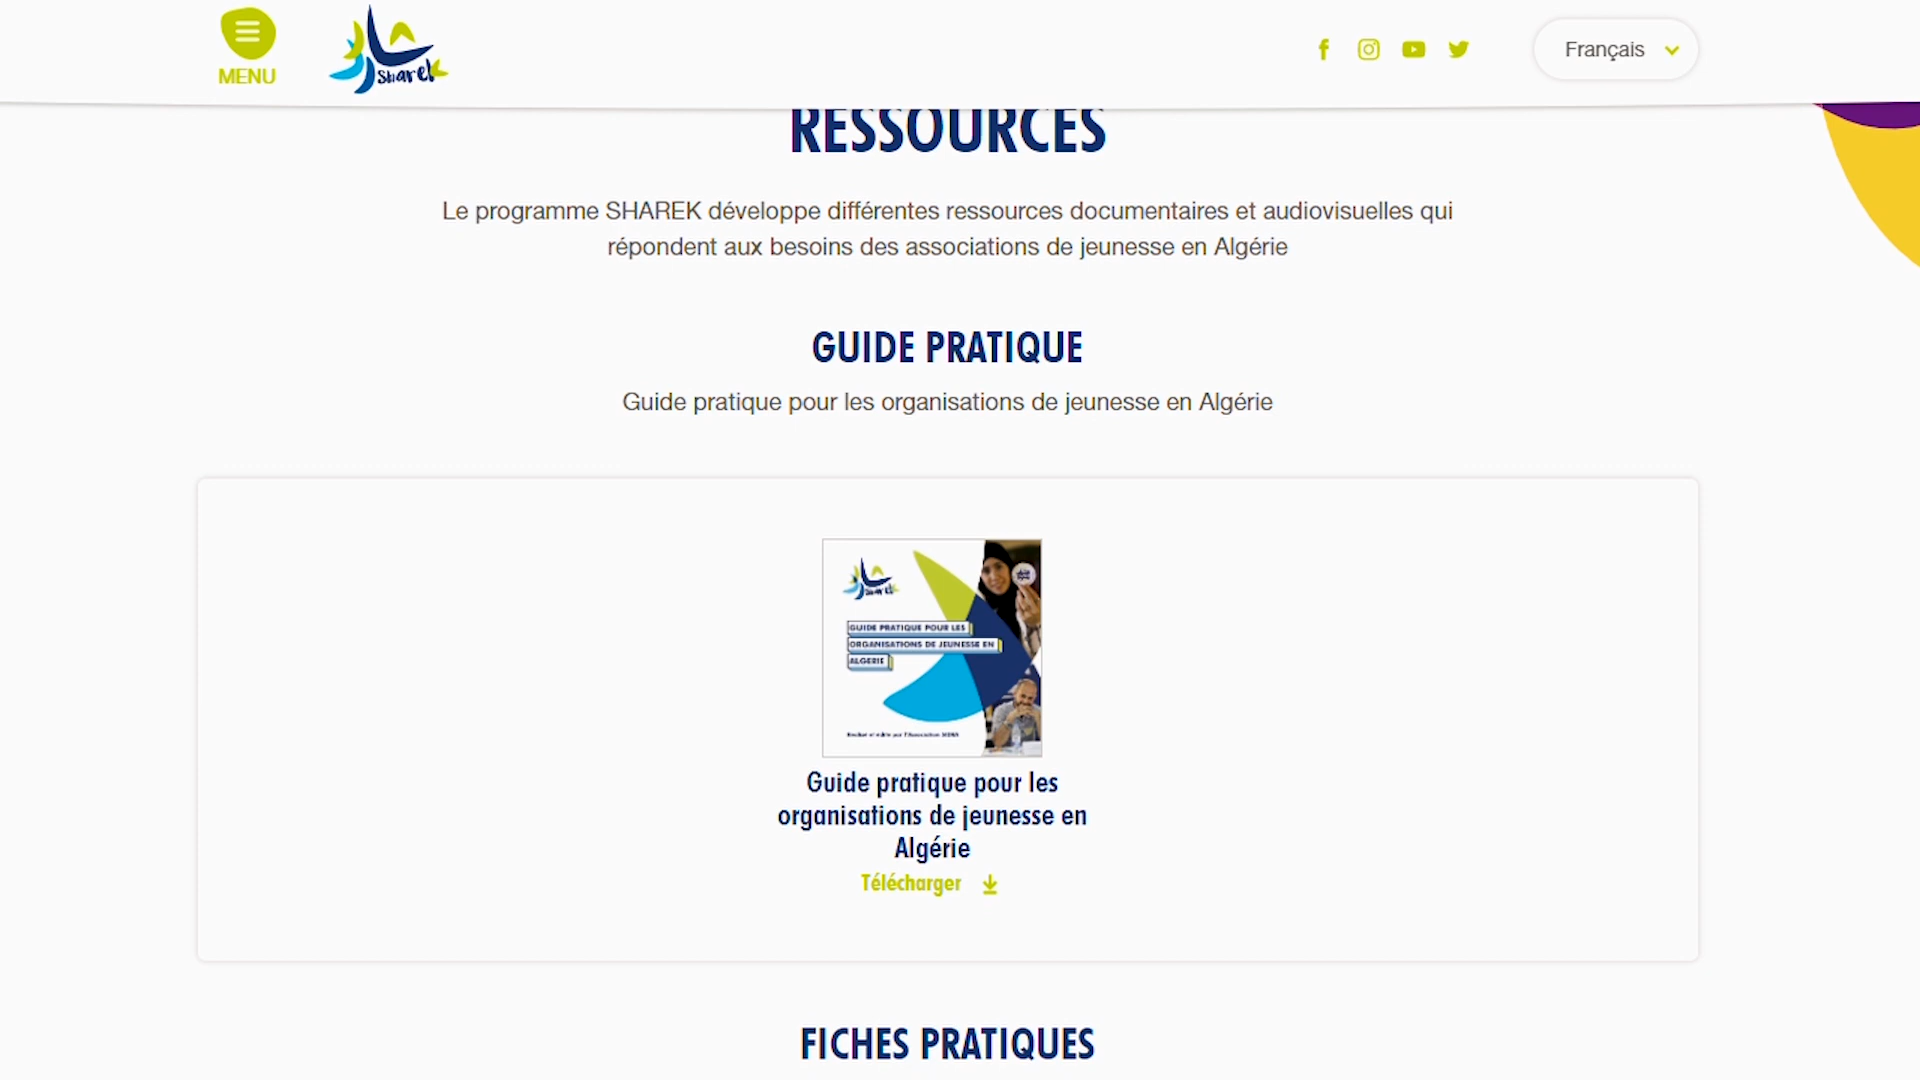 MENU
Sharek
Français
RESSOURCES
Le programme SHAREK développe différentes ressources documentaires et audiovisuelles qui
répondent aux besoins des associations de jeunesse en Algérie
GUIDE PRATIQUE
Guide pratique pour les organisations de jeunesse en Algérie
Sharek
GUIDE PRATIQUE POUR LES
ORGANISATIONS DE JEUNESSE EN
ALGERIE
Guide pratique pour les
organisations de jeunesse en
Algérie
Télécharger
FICHES PRATIQUES